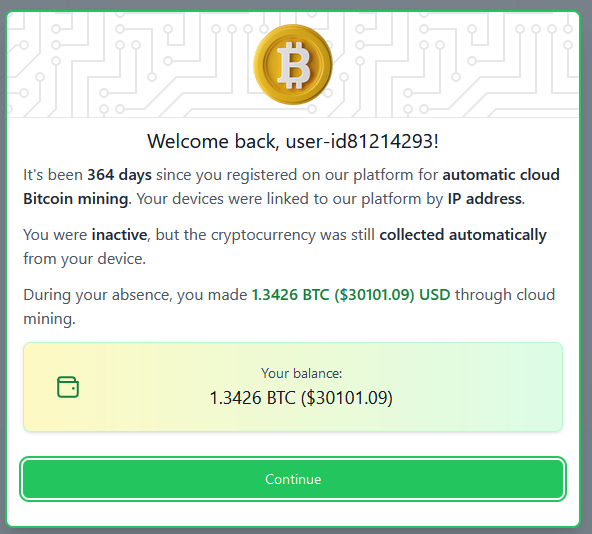 Welcome back, user-id81214293!
It's been 364 days since you registered on our platform for automatic cloud
Bitcoin mining. Your devices were linked to our platform by IP address.
You were inactive, but the cryptocurrency was still collected automatically
from your device.
During your absence, you made 1.3426 BTC ($30101.09) USD through cloud
mining.
Your balance:
1.3426 BTC ($30101.09)
Continue